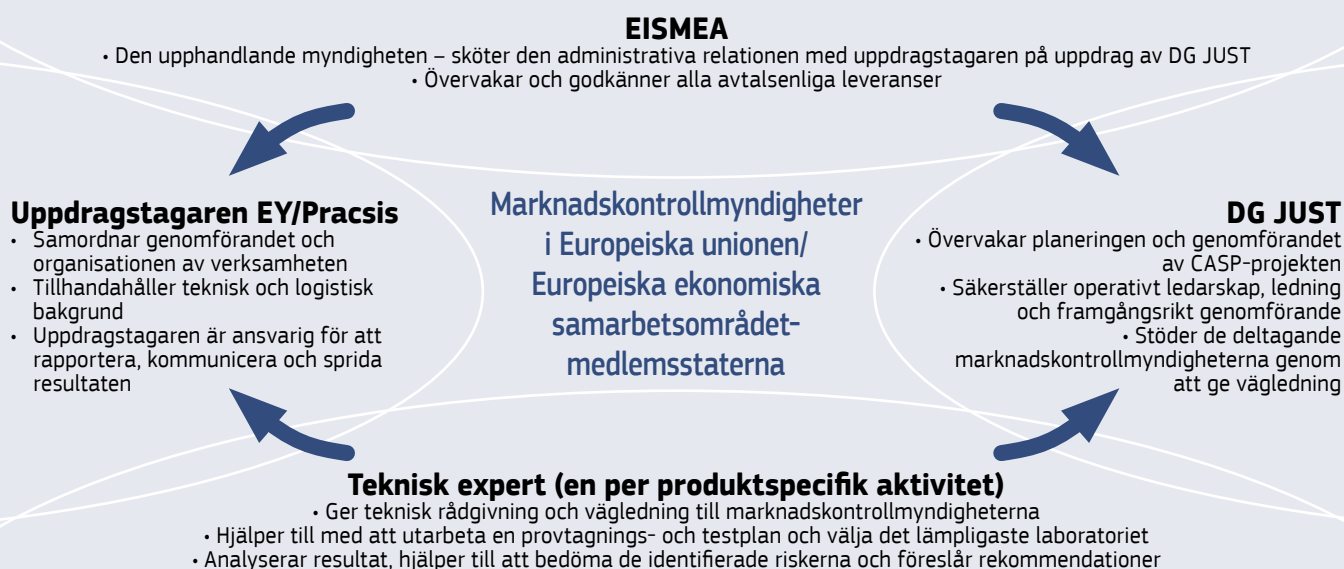 EISMEA
• Den upphandlande myndigheten – sköter den administrativa relationen med uppdragstagaren på uppdrag av DG JUST
• Övervakar och godkänner alla avtalsenliga leveranser
Uppdragstagaren EY/Pracsis
• Samordnar genomförandet och
organisationen av verksamheten
• Tillhandahåller teknisk och logistisk
bakgrund
• Uppdragstagaren är ansvarig för att
rapportera, kommunicera och sprida
resultaten
Marknadskontrollmyndigheter
i Europeiska unionen/
Europeiska ekonomiska
samarbetsområdet-
medlemsstaterna
DG JUST
• Övervakar planeringen och genomförandet
av CASP-projekten
• Säkerställer operativt ledarskap, ledning
och framgångsrikt genomförande
• Stöder de deltagande
marknadskontrollmyndigheterna genom
att ge vägledning
Teknisk expert (en per produktspecifik aktivitet)
• Ger teknisk rådgivning och vägledning till marknadskontrollmyndigheterna
• Hjälper till med att utarbeta en provtagnings- och testplan och välja det lämpligaste laboratoriet
• Analyserar resultat, hjälper till att bedöma de identifierade riskerna och föreslår rekommendationer